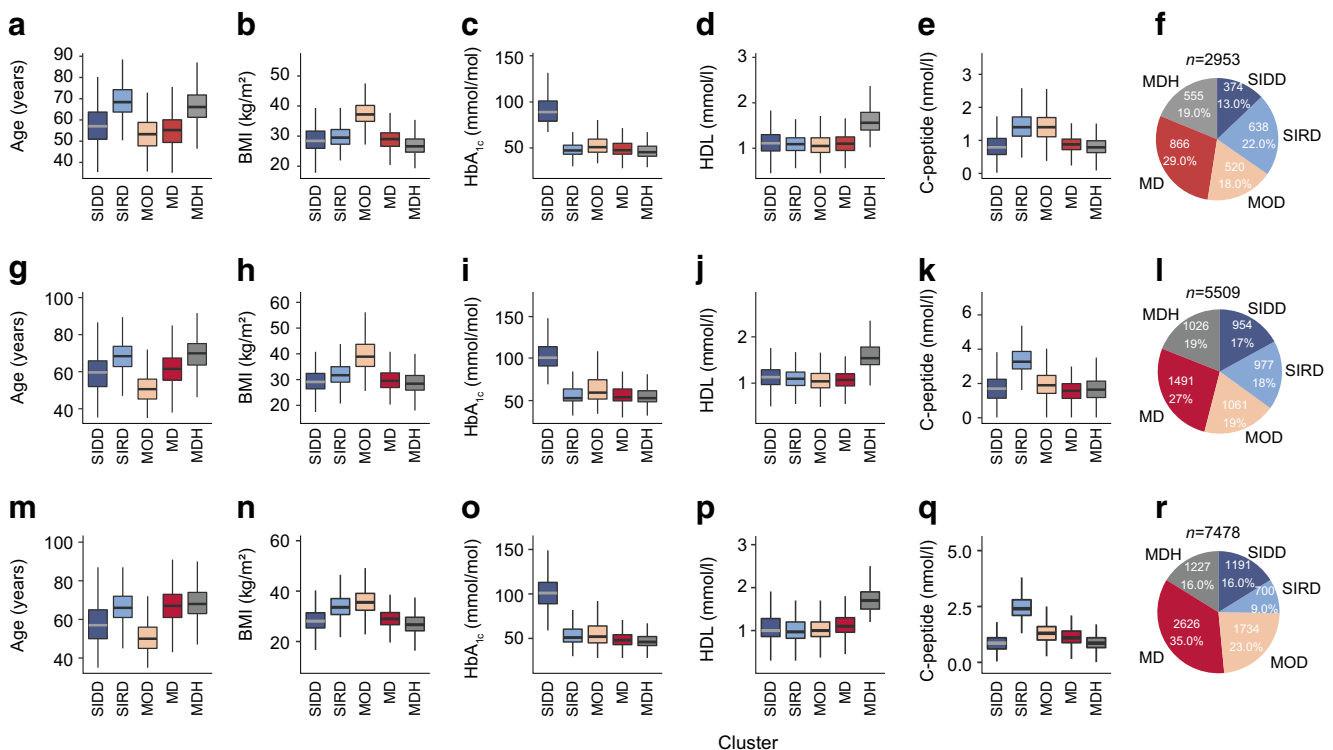 a
Age (years)
90
80
70
60
50
40
SIDD
SIRD
MOD
MD
MDH
b
BMI (kg/m²)
50
40
30
20
SIDD
SIRD
MOD
MD
MDH
c
HbA1c (mmol/mol)
150
100
50
SIDD
SIRD
MOD
MD
MDH
d
HDL (mmol/l)
3
2
1
SIDD
SIRD
MOD
MD
MDH
e
C-peptide (nmol/l)
3
2
1
0
SIDD
SIRD
MOD
MD
MDH
f
n=2953
SIDD
374
13.0%
SIRD
638
22.0%
MOD
520
18.0%
MD
866
29.0%
MDH
555
19.0%
g
Age (years)
100
80
60
40
SIDD
SIRD
MOD
MD
MDH
h
BMI (kg/m²)
60
50
40
30
20
SIDD
SIRD
MOD
MD
MDH
i
HbA1c (mmol/mol)
150
100
50
SIDD
SIRD
MOD
MD
MDH
j
HDL (mmol/l)
2
1
SIDD
SIRD
MOD
MD
MDH
k
C-peptide (nmol/l)
6
4
2
0
SIDD
SIRD
MOD
MD
MDH
l
n=5509
SIDD
954
17%
SIRD
977
18%
MOD
1061
19%
MD
1491
27%
MDH
1026
19%
m
Age (years)
100
80
60
40
SIDD
SIRD
MOD
MD
MDH
n
BMI (kg/m²)
60
40
20
SIDD
SIRD
MOD
MD
MDH
o
HbA1c (mmol/mol)
150
100
50
SIDD
SIRD
MOD
MD
MDH
p
HDL (mmol/l)
3
2
1
0
SIDD
SIRD
MOD
MD
MDH
q
C-peptide (nmol/l)
5.0
2.5
0.0
SIDD
SIRD
MOD
MD
MDH
r
n=7478
SIDD
1191
16.0%
SIRD
700
9.0%
MOD
1734
23.0%
MD
2626
35.0%
MDH
1227
16.0%
Cluster